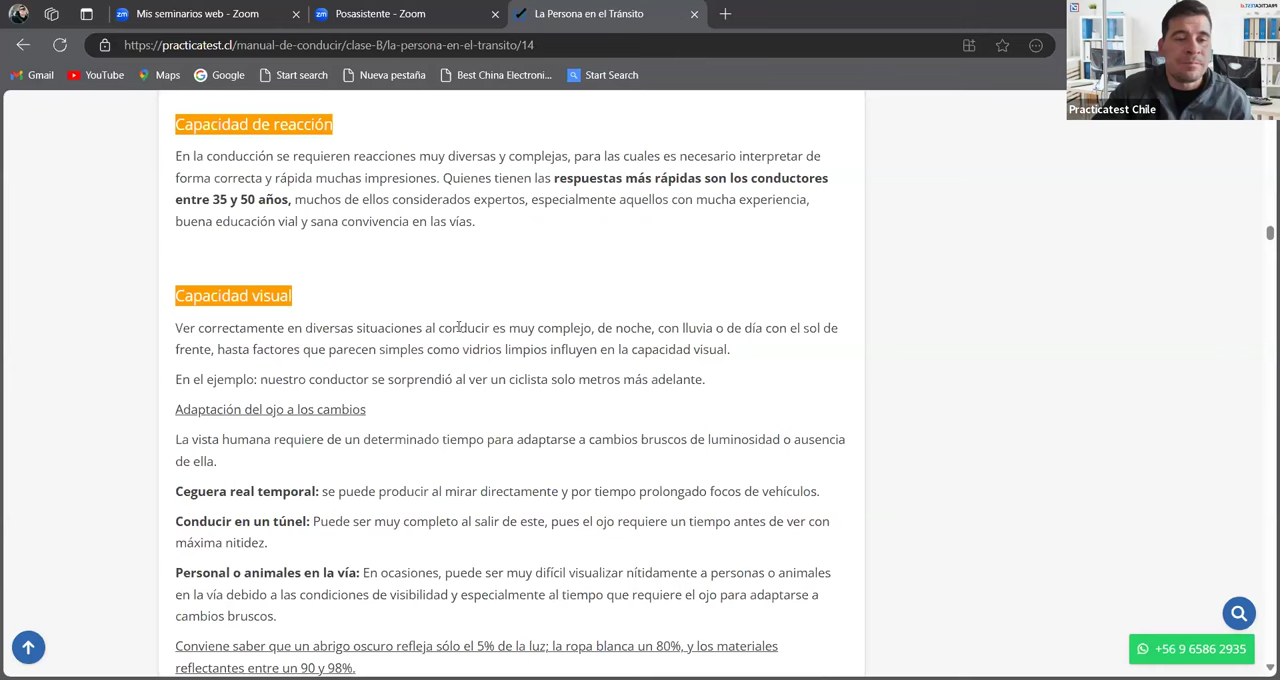 Mis seminarios web - Zoom
Posasistente - Zoom
La Persona en el Tránsito
https://practicatest.cl/manual-de-conducir/clase-B/la-persona-en-el-transito/14
Gmail
YouTube
Maps
Google
Start search
Nueva pestaña
Best China Electroni...
Start Search
Practicatest Chile
Capacidad de reacción
En la conducción se requieren reacciones muy diversas y complejas, para las cuales es necesario interpretar de
forma correcta y rápida muchas impresiones. Quienes tienen las respuestas más rápidas son los conductores
entre 35 y 50 años, muchos de ellos considerados expertos, especialmente aquellos con mucha experiencia,
buena educación vial y sana convivencia en las vías.
Capacidad visual
Ver correctamente en diversas situaciones al conducir es muy complejo, de noche, con lluvia o de día con el sol de
frente, hasta factores que parecen simples como vidrios limpios influyen en la capacidad visual.
En el ejemplo: nuestro conductor se sorprendió al ver un ciclista solo metros más adelante.
Adaptación del ojo a los cambios
La vista humana requiere de un determinado tiempo para adaptarse a cambios bruscos de luminosidad o ausencia
de ella.
Ceguera real temporal: se puede producir al mirar directamente y por tiempo prolongado focos de vehículos.
Conducir en un túnel: Puede ser muy completo al salir de este, pues el ojo requiere un tiempo antes de ver con
máxima nitidez.
Personal o animales en la vía: En ocasiones, puede ser muy difícil visualizar nítidamente a personas o animales
en la vía debido a las condiciones de visibilidad y especialmente al tiempo que requiere el ojo para adaptarse a
cambios bruscos.
Conviene saber que un abrigo oscuro refleja sólo el 5% de la luz; la ropa blanca un 80%, y los materiales
reflectantes entre un 90 y 98%.
+56 9 6586 2935